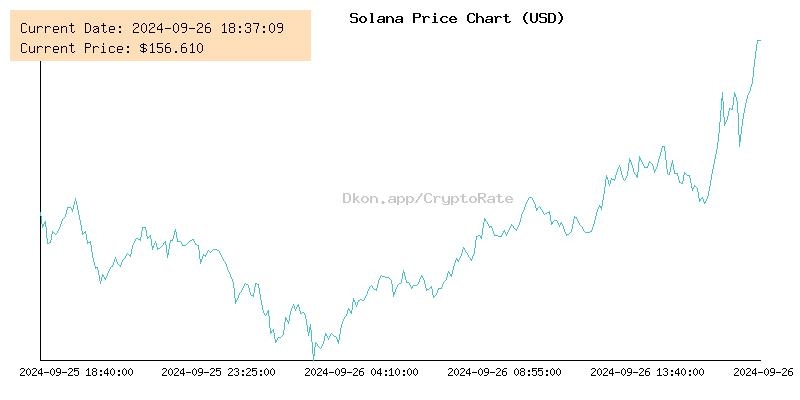 Solana Price Chart (USD)
Current Date: 2024-09-26 18:37:09
Current Price: $156.610
Dkon.app/CryptoRate
2024-09-25 18:40:00 2024-09-25 23:25:00 2024-09-26 04:10:00 2024-09-26 08:55:00 2024-09-26 13:40:00 2024-09-26